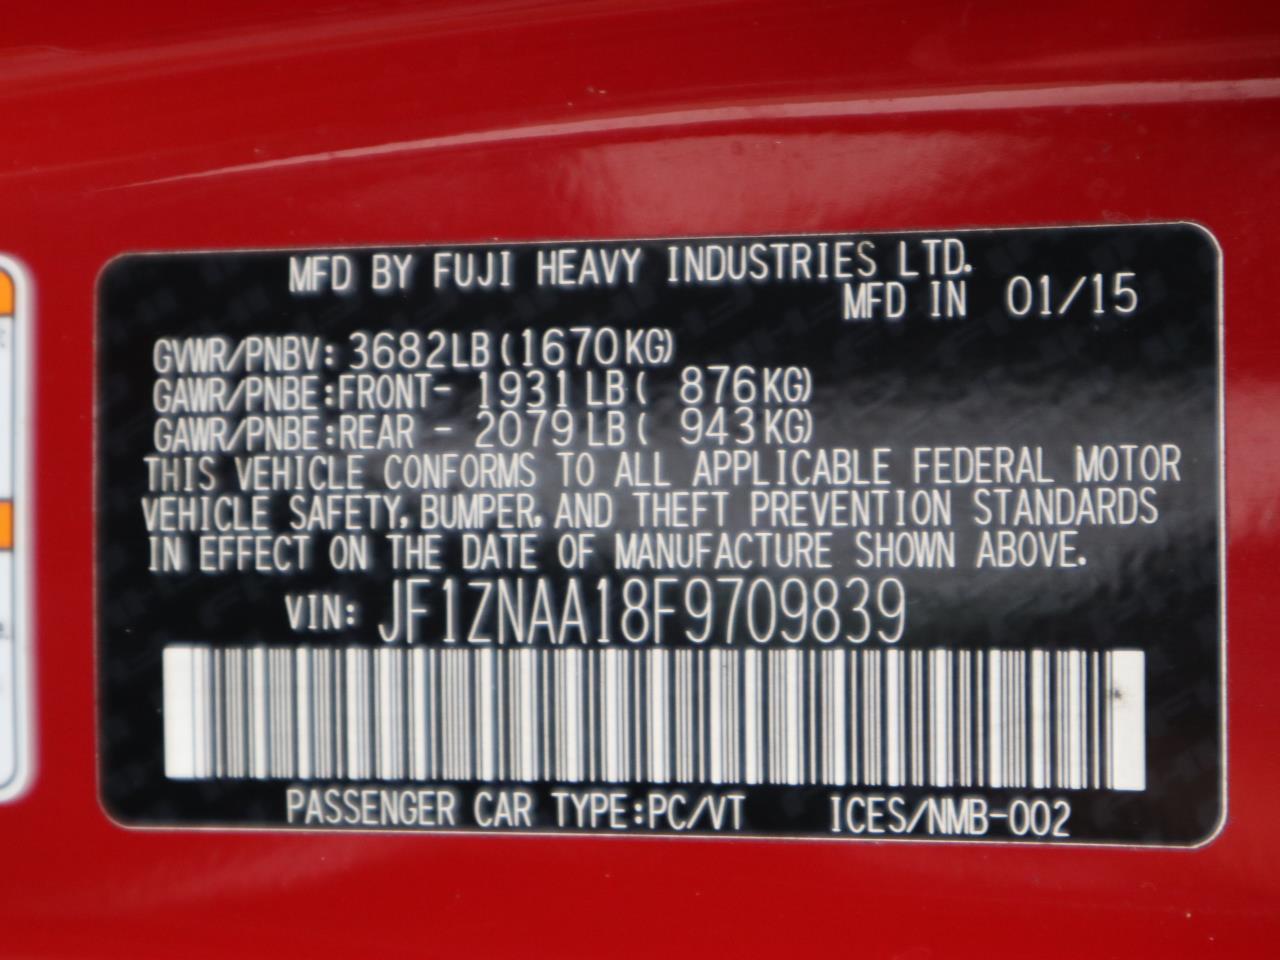 MFD BY FUJI HEAVY INDUSTRIES LTD.
MFD IN 01/15
GVWR/PNBV: 3682LB(1670KG)
GAWR/PNBE:FRONT- 1931LB( 876KG)
GAWR/PNBE:REAR - 2079LB( 943KG)
THIS VEHICLE CONFORMS TO ALL APPLICABLE FEDERAL MOTOR
VEHICLE SAFETY, BUMPER, AND THEFT PREVENTION STANDARDS
IN EFFECT ON THE DATE OF MANUFACTURE SHOWN ABOVE.
VIN: JF1ZNAA18F9709839
PASSENGER CAR TYPE:PC/VT ICES/NMB-002